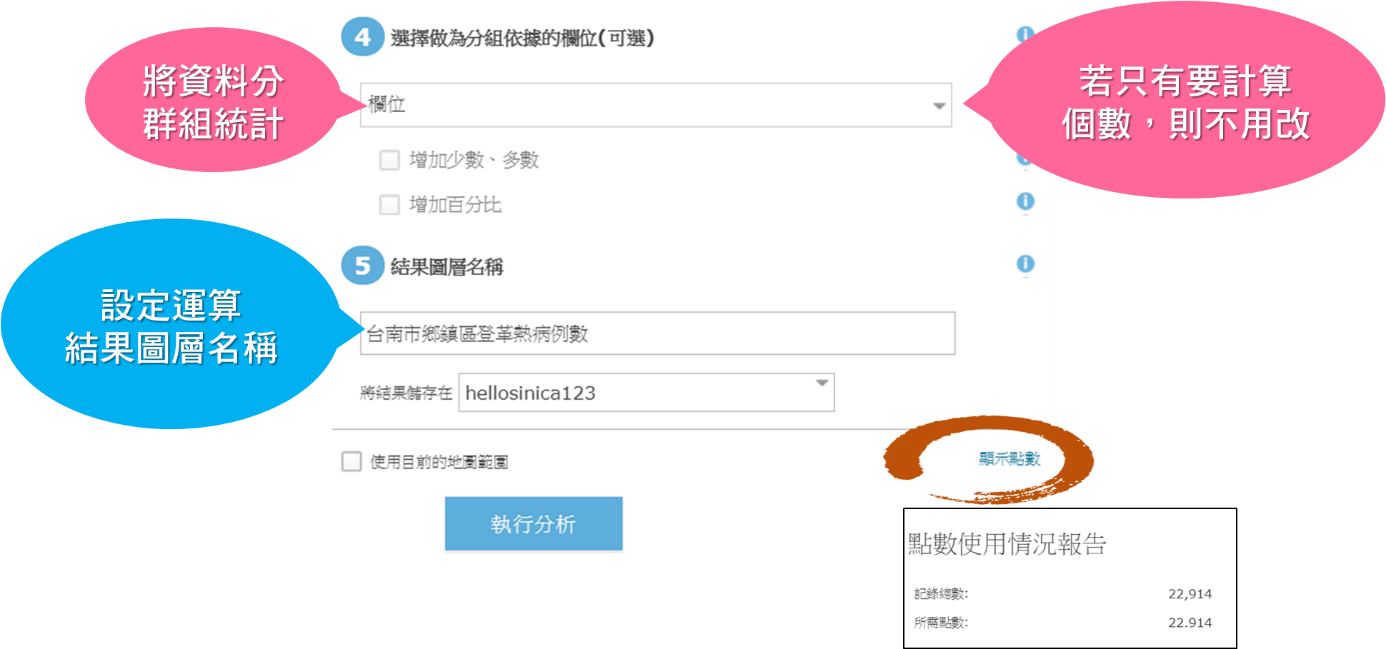 4 選擇做為分組依據的欄位(可選)
將資料分
群組統計
欄位
若只有要計算
個數,則不用改
增加少數、多數
增加百分比
5 結果圖層名稱
設定運算
結果圖層名稱
台南市鄉鎮區登革熱病例數
將結果儲存在 hellosinica123
使用目前的地圖範圍
顯示點數
執行分析
點數使用情況報告
記錄總數: 22,914
所需點數: 22.914